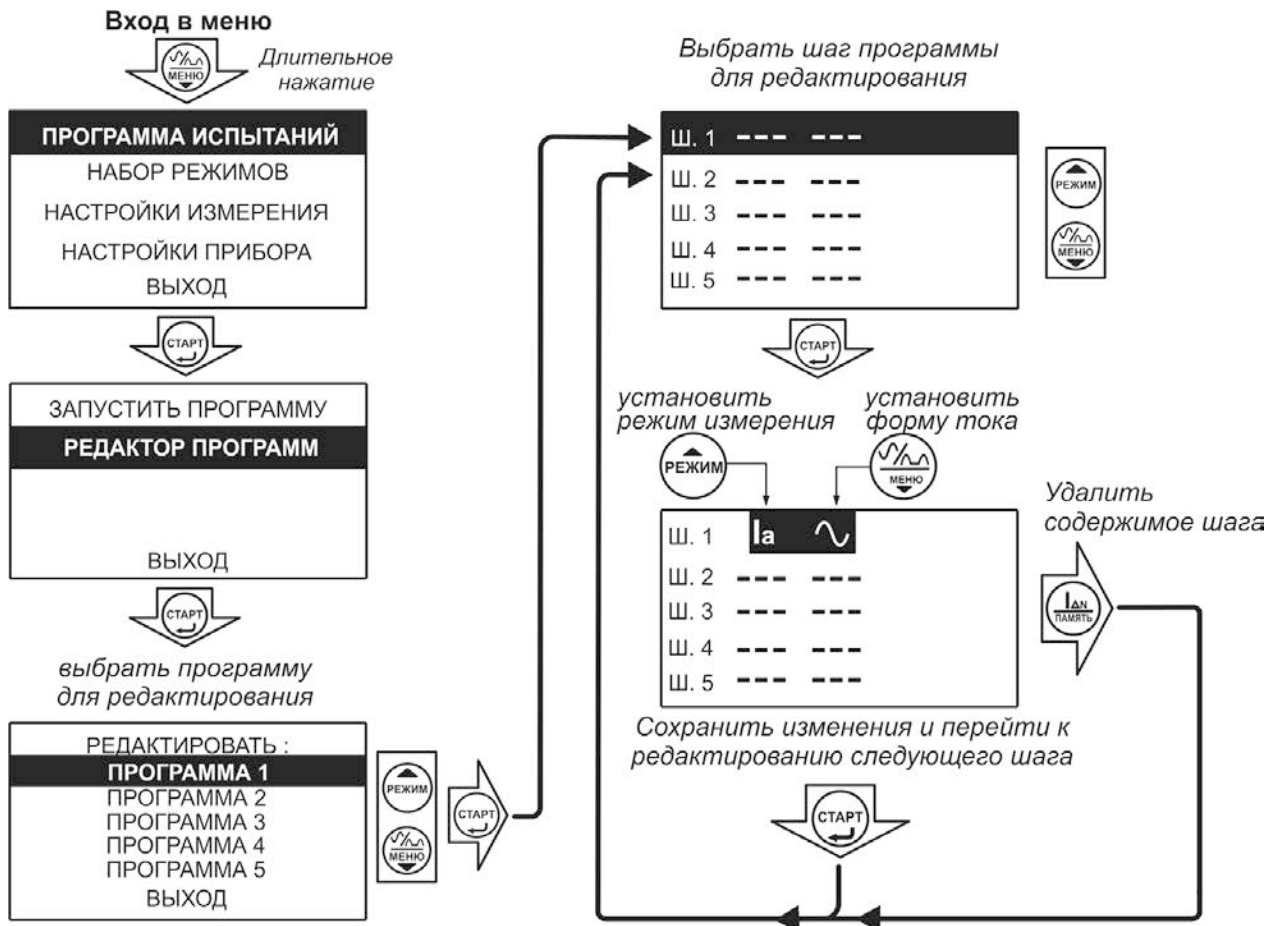 Вход в меню
МЕНЮ
Длительное
нажатие
ПРОГРАММА ИСПЫТАНИЙ
НАБОР РЕЖИМОВ
НАСТРОЙКИ ИЗМЕРЕНИЯ
НАСТРОЙКИ ПРИБОРА
ВЫХОД
СТАРТ
ЗАПУСТИТЬ ПРОГРАММУ
РЕДАКТОР ПРОГРАММ
ВЫХОД
СТАРТ
выбрать программу
для редактирования
РЕДАКТИРОВАТЬ :
ПРОГРАММА 1
ПРОГРАММА 2
ПРОГРАММА 3
ПРОГРАММА 4
ПРОГРАММА 5
ВЫХОД
РЕЖИМ
МЕНЮ
СТАРТ
Выбрать шаг программы
для редактирования
Ш. 1 --- ---
Ш. 2 --- ---
Ш. 3 --- ---
Ш. 4 --- ---
Ш. 5 --- ---
РЕЖИМ
МЕНЮ
СТАРТ
установить
режим измерения
установить
форму тока
РЕЖИМ
МЕНЮ
Ш. 1 Iа
Ш. 2 --- ---
Ш. 3 --- ---
Ш. 4 --- ---
Ш. 5 --- ---
Удалить
содержимое шага
IΔN
ПАМЯТЬ
Сохранить изменения и перейти к
редактированию следующего шага
СТАРТ